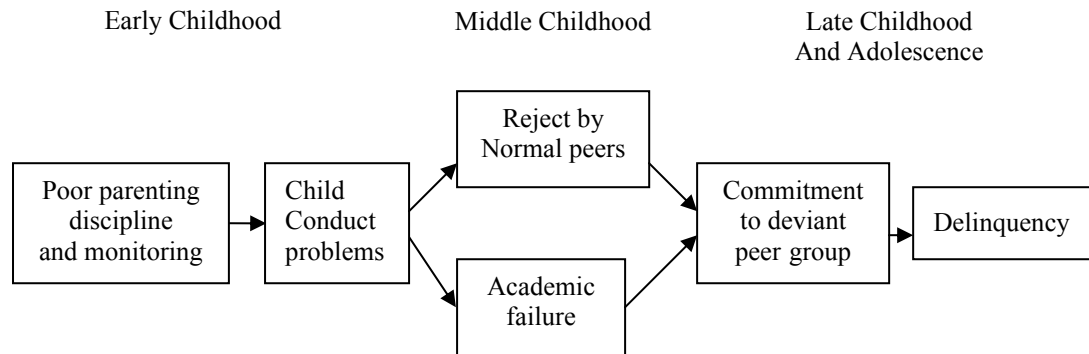 Early Childhood
Middle Childhood
Late Childhood
And Adolescence
Poor parenting
discipline
and monitoring
Child
Conduct
problems
Reject by
Normal peers
Academic
failure
Commitment
to deviant
peer group
Delinquency